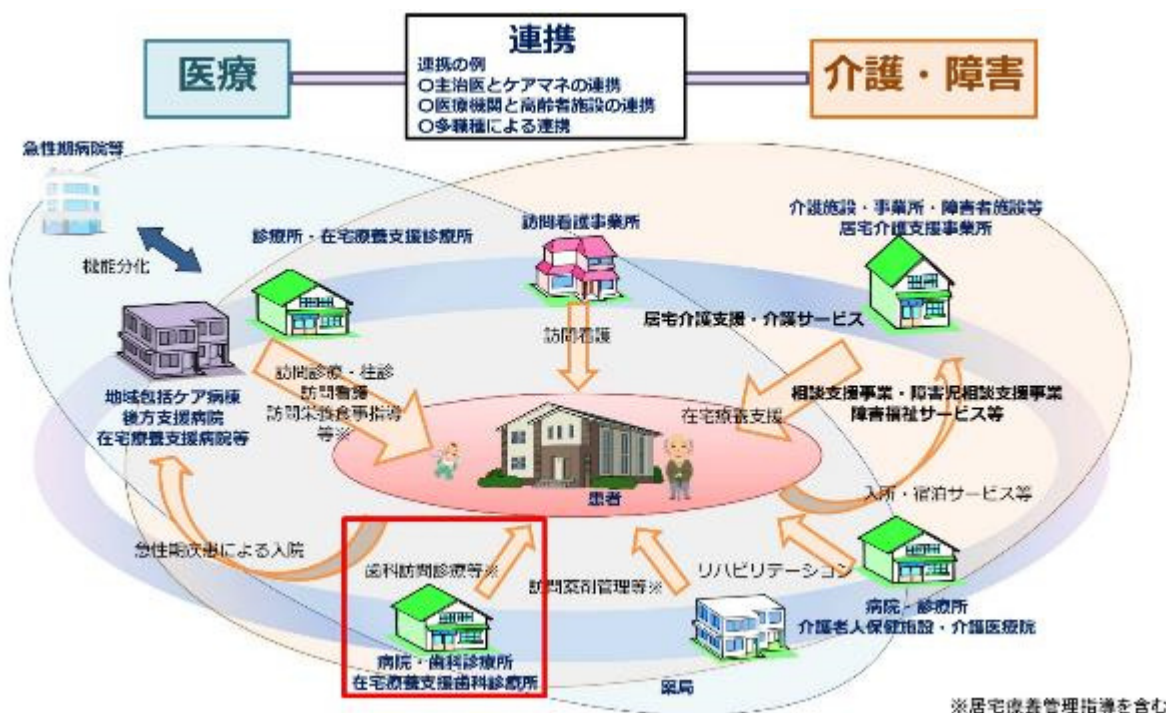 医療
連携
連携の例
○主治医とケアマネの連携
○医療機関と高齢者施設の連携
○多職種による連携
介護・障害
急性期病院等
機能分化
診療所・在宅療養支援診療所
訪問看護事業所
介護施設・事業所・障害者施設等
居宅介護支援事業所
訪問看護
居宅介護支援・介護サービス
訪問診療・往診
訪問看護
訪問栄養食事指導
等※
地域包括ケア病棟
後方支援病院
在宅療養支援病院等
在宅療養支援
相談支援事業・障害児相談支援事業
障害福祉サービス等
患者
入所・宿泊サービス等
急性期疾患による入院
歯科訪問診療等※
訪問薬剤管理等※
リハビリテーション
病院・歯科診療所
在宅療養支援歯科診療所
薬局
病院・診療所
介護老人保健施設・介護医療院
※居宅療養管理指導を含む